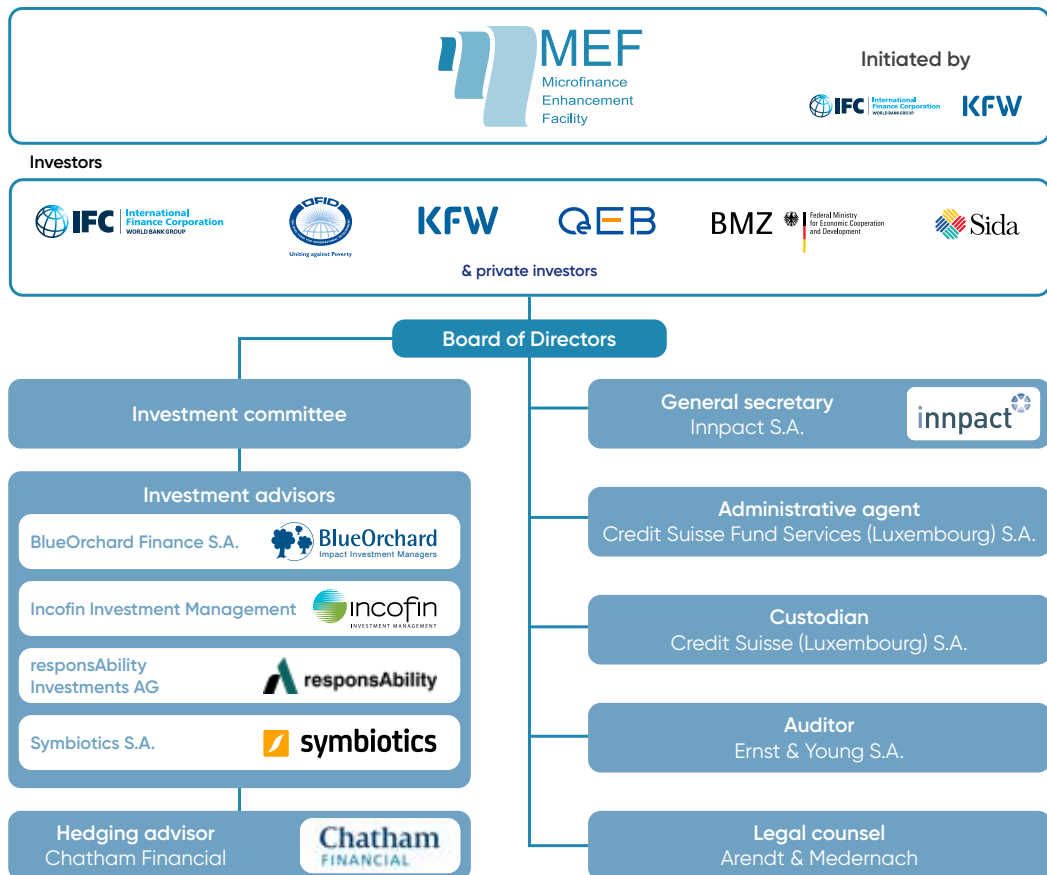 MEF
Microfinance
Enhancement
Facility
Initiated by
IFC International
Finance Corporation
WORLD BANK GROUP
KFW
Investors
IFC International
Finance Corporation
WORLD BANK GROUP
OFID
Uniting against Poverty
KFW
OeEB
BMZ
Federal Ministry
for Economic Cooperation
and Development
Sida
& private investors
Board of Directors
Investment committee
Investment advisors
BlueOrchard Finance S.A.
BlueOrchard
Impact Investment Managers
Incofin Investment Management
incofin
INVESTMENT MANAGEMENT
responsAbility
Investments AG
responsAbility
Symbiotics S.A.
symbiotics
Hedging advisor
Chatham Financial
Chatham
FINANCIAL
General secretary
Innpact S.A.
innpact
Administrative agent
Credit Suisse Fund Services (Luxembourg) S.A.
Custodian
Credit Suisse (Luxembourg) S.A.
Auditor
Ernst & Young S.A.
Legal counsel
Arendt & Medernach